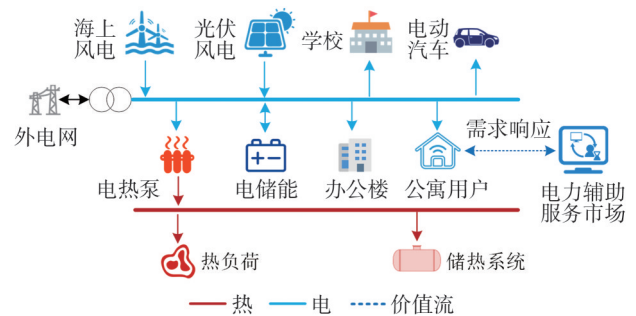 海上
风电
光伏
风电
学校
电动
汽车
外电网
需求响应
电热泵
电储能
办公楼
公寓用户
电力辅助
服务市场
热负荷
储热系统
热
电
价值流